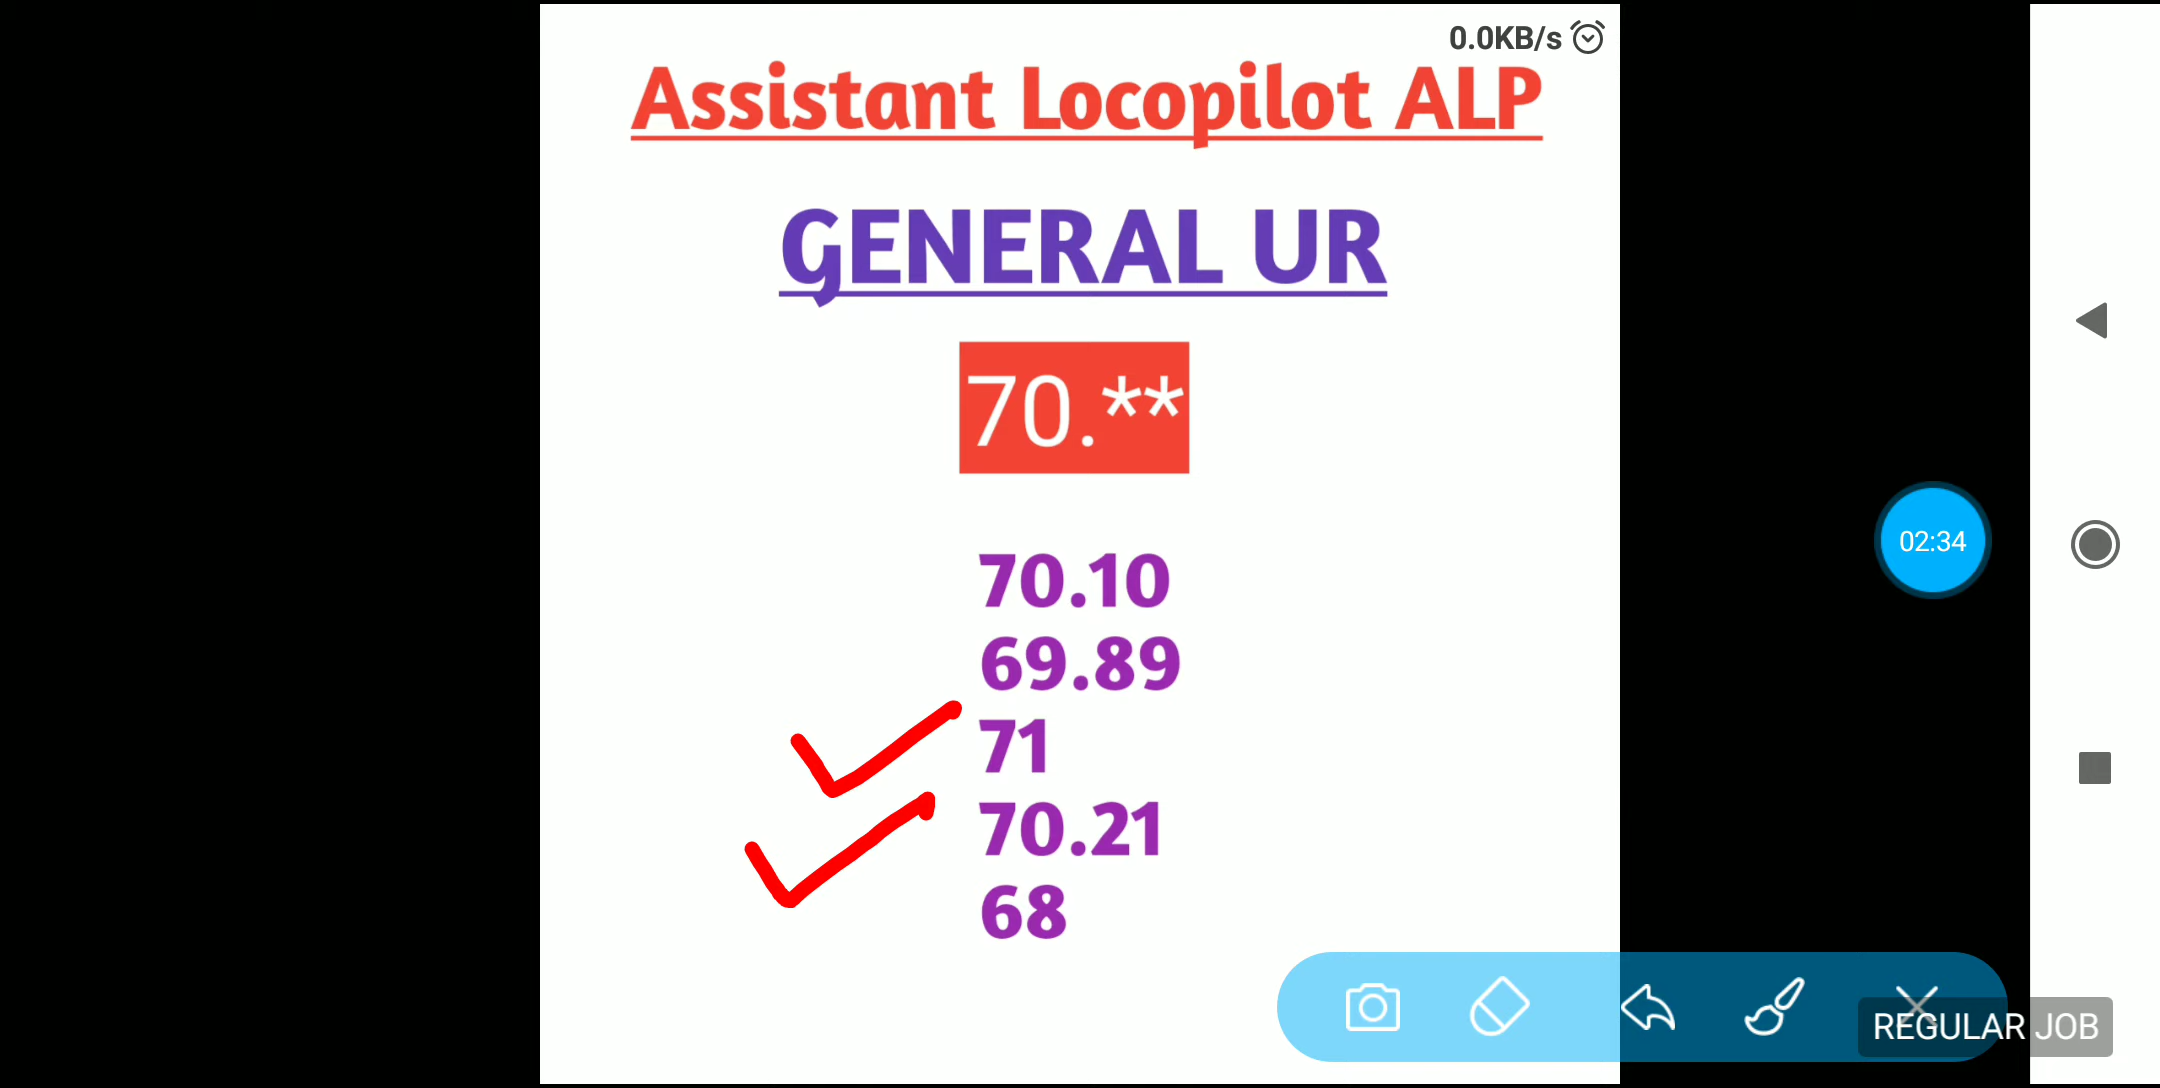 0.0KB/s
Assistant Locopilot ALP
GENERAL UR
70.**
70.10
69.89
71
70.21
68
02:34
REGULAR JOB